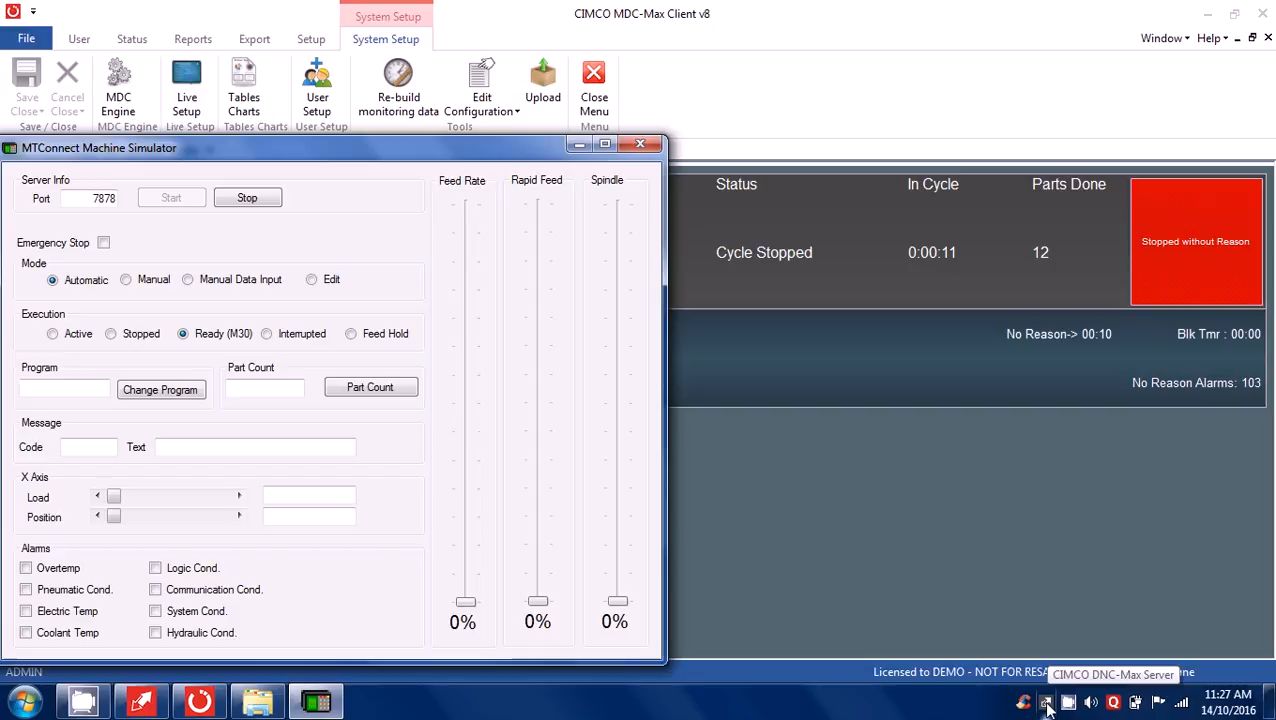 System Setup
CIMCO MDC-Max Client v8
File
User
Status
Reports
Export
Setup
System Setup
Window
Help
Save Close
Cancel Close
MDC Engine
Live Setup
Tables Charts
User Setup
Re-build monitoring data
Edit Configuration
Upload
Close Menu
Save / Close
MDC Engine
Live Setup
Tables Charts
User Setup
Tools
Menu
MTConnect Machine Simulator
Server Info
Port 7878 Start Stop
Emergency Stop
Mode
Automatic Manual Manual Data Input Edit
Execution
Active Stopped Ready (M30) Interrupted Feed Hold
Program
Change Program
Part Count
Part Count
Message
Code Text
X Axis
Load
Position
Alarms
Overtemp Logic Cond.
Pneumatic Cond. Communication Cond.
Electric Temp System Cond.
Coolant Temp Hydraulic Cond.
Feed Rate Rapid Feed Spindle
0% 0% 0%
Status In Cycle Parts Done
Cycle Stopped 0:00:11 12
Stopped without Reason
No Reason-> 00:10 Blk Tmr : 00:00
No Reason Alarms: 103
ADMIN
Licensed to DEMO - NOT FOR
CIMCO DNC-Max Server
11:27 AM
14/10/2016